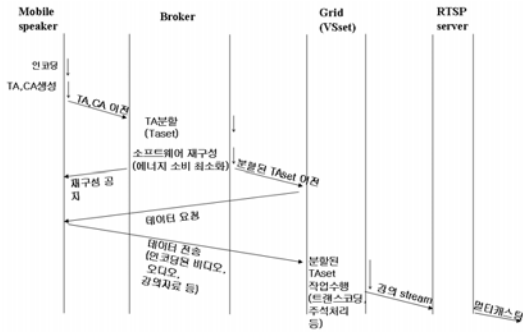 Mobile
speaker
Broker
Grid
(VSset)
RTSP
server
인코딩
TA,CA생성
TA,CA 이전
TA분할
(Taset)
소프트웨어 재구성
(에너지 소비 최소화)
분할된 TAset 이전
재구성 공
지
데이터 요청
데이터 전송
(인코딩된 비디오,
오디오,
강의자료 등)
분할된
TAset
작업수행
(트랜스코딩,
주석처리
등)
강의 stream
멀티캐스팅